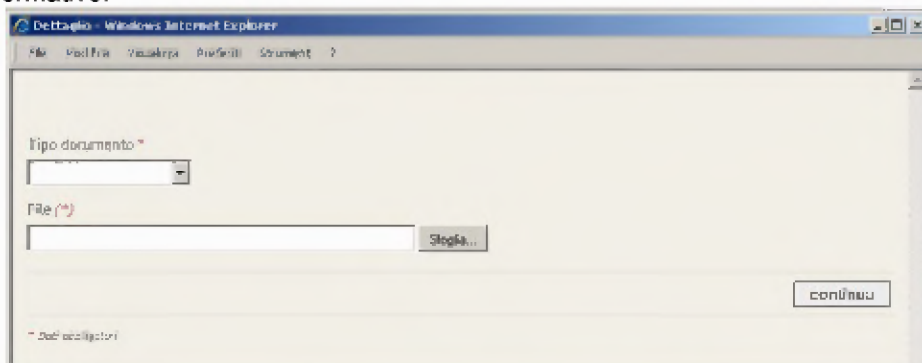 Dettaglio - Windows Internet Explorer
File Modifica Visualizza Preferiti Strumenti ?
Tipo documento *
File (*)
Sfoglia...
continua
* Dati obbligatori